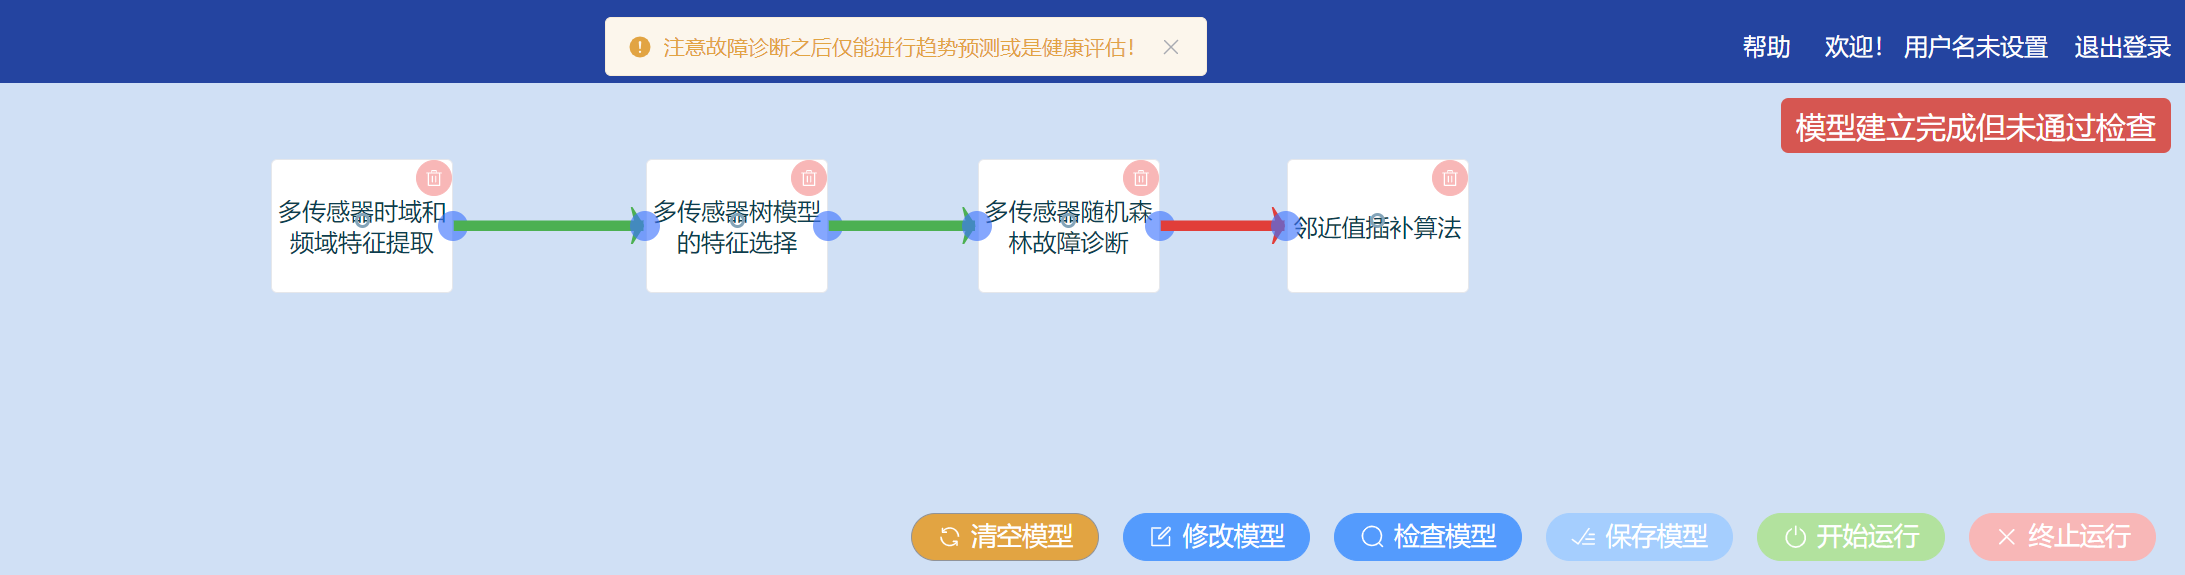 注意故障诊断之后仅能进行趋势预测或是健康评估！
帮助 欢迎！ 用户名未设置 退出登录
模型建立完成但未通过检查
多传感器时域和
频域特征提取
多传感器树模型
的特征选择
多传感器随机森
林故障诊断
邻近值插补算法
清空模型 修改模型 检查模型 保存模型 开始运行 终止运行